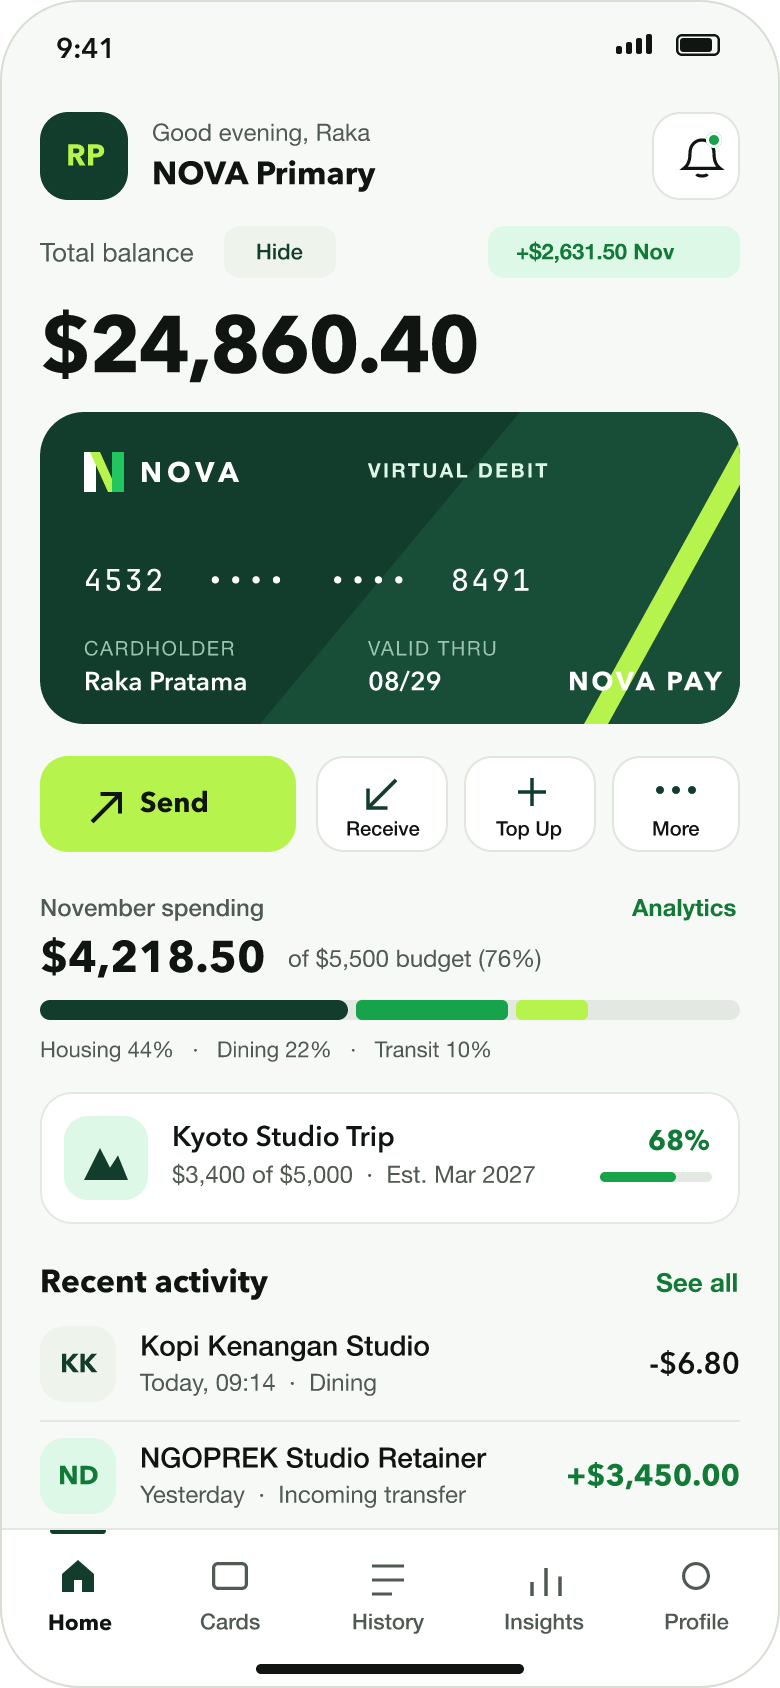 9:41
RP
Good evening, Raka
NOVA Primary
Total balance
Hide
+$2,631.50 Nov
$24,860.40
N NOVA
VIRTUAL DEBIT
4532 •••• •••• 8491
CARDHOLDER
VALID THRU
Raka Pratama
08/29
NOVA PAY
Send
Receive
Top Up
More
November spending
Analytics
$4,218.50 of $5,500 budget (76%)
Housing 44% · Dining 22% · Transit 10%
Kyoto Studio Trip
68%
$3,400 of $5,000 · Est. Mar 2027
Recent activity
See all
KK
Kopi Kenangan Studio
-$6.80
Today, 09:14 · Dining
ND
NGOPREK Studio Retainer
+$3,450.00
Yesterday · Incoming transfer
Home
Cards
History
Insights
Profile